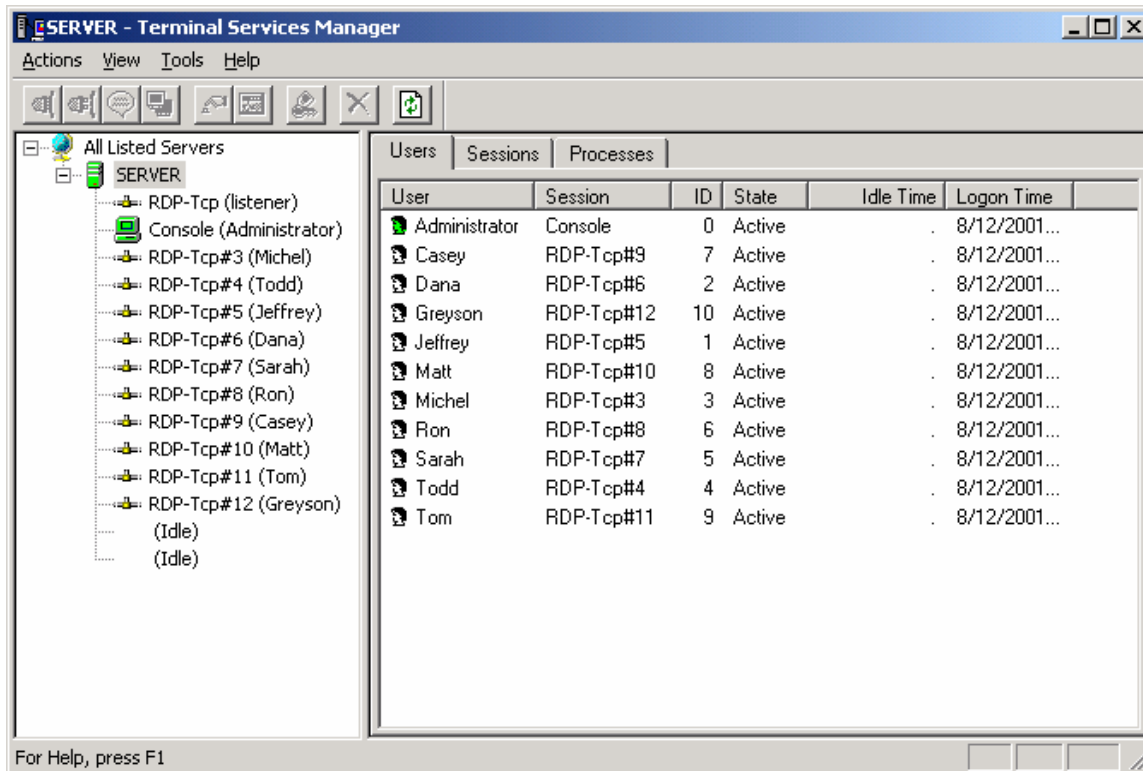 SERVER - Terminal Services Manager
Actions View Tools Help
All Listed Servers
SERVER
RDP-Tcp (listener)
Console (Administrator)
RDP-Tcp#3 (Michel)
RDP-Tcp#4 (Todd)
RDP-Tcp#5 (Jeffrey)
RDP-Tcp#6 (Dana)
RDP-Tcp#7 (Sarah)
RDP-Tcp#8 (Ron)
RDP-Tcp#9 (Casey)
RDP-Tcp#10 (Matt)
RDP-Tcp#11 (Tom)
RDP-Tcp#12 (Greyson)
(Idle)
(Idle)
Users Sessions Processes
User Session ID State Idle Time Logon Time
Administrator Console 0 Active . 8/12/2001...
Casey RDP-Tcp#9 7 Active . 8/12/2001...
Dana RDP-Tcp#6 2 Active . 8/12/2001...
Greyson RDP-Tcp#12 10 Active . 8/12/2001...
Jeffrey RDP-Tcp#5 1 Active . 8/12/2001...
Matt RDP-Tcp#10 8 Active . 8/12/2001...
Michel RDP-Tcp#3 3 Active . 8/12/2001...
Ron RDP-Tcp#8 6 Active . 8/12/2001...
Sarah RDP-Tcp#7 5 Active . 8/12/2001...
Todd RDP-Tcp#4 4 Active . 8/12/2001...
Tom RDP-Tcp#11 9 Active . 8/12/2001...
For Help, press F1